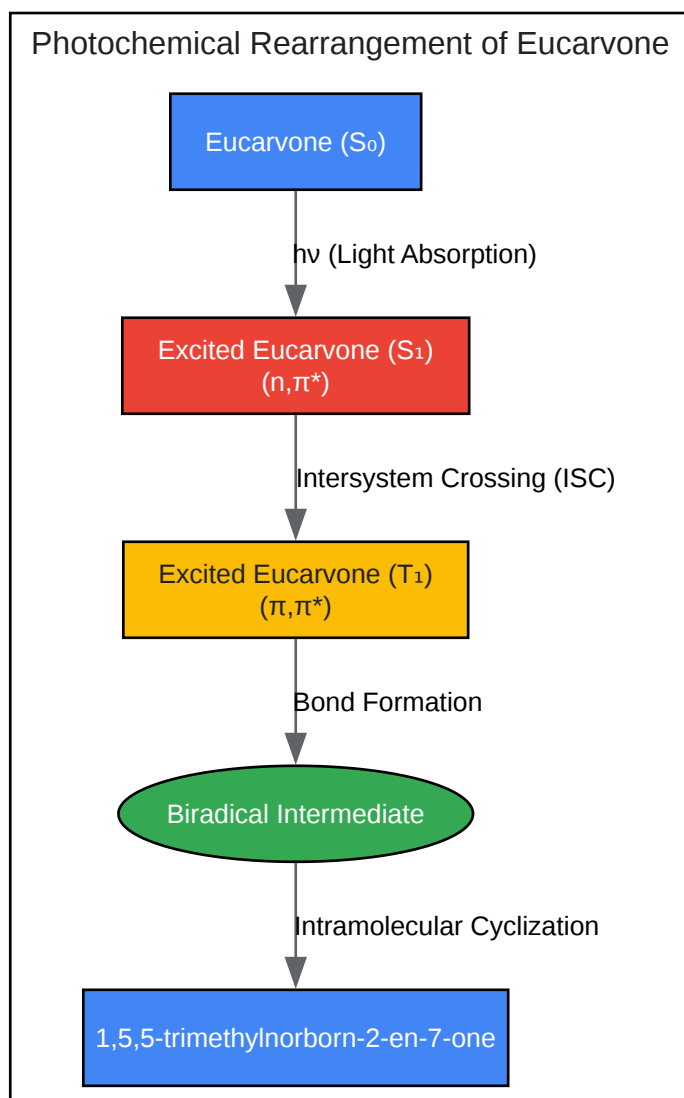 Photochemical Rearrangement of Eucarvone
Eucarvone (S₀)
hν (Light Absorption)
Excited Eucarvone (S₁)
(n,π*)
Intersystem Crossing (ISC)
Excited Eucarvone (T₁)
(π,π*)
Bond Formation
Biradical Intermediate
Intramolecular Cyclization
1,5,5-trimethylnorborn-2-en-7-one